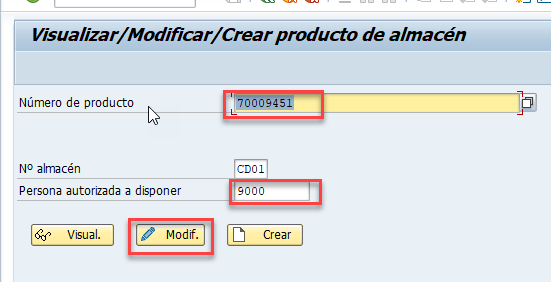 Visualizar/Modificar/Crear producto de almacén
Número de producto 70009451
Nº almacén CD01
Persona autorizada a disponer 9000
Visual. Modif. Crear